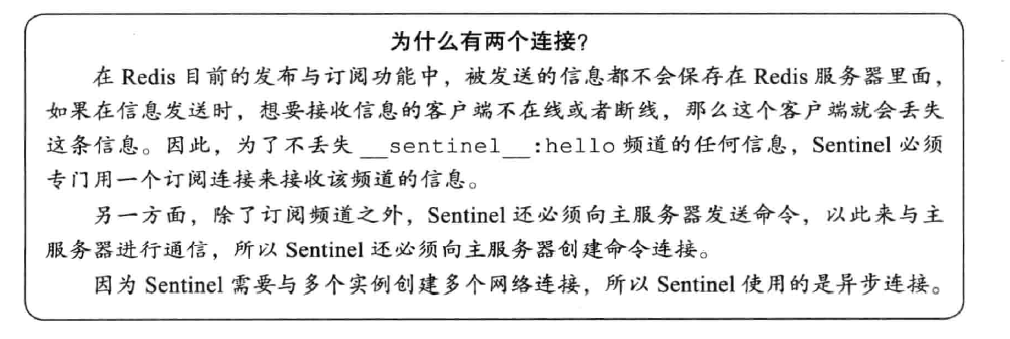 为什么有两个连接?
在 Redis 目前的发布与订阅功能中，被发送的信息都不会保存在 Redis 服务器里面，
如果在信息发送时，想要接收信息的客户端不在线或者断线，那么这个客户端就会丢失
这条信息。因此，为了不丢失 __sentinel__:hello 频道的任何信息，Sentinel 必须
专门用一个订阅连接来接收该频道的信息。
另一方面，除了订阅频道之外，Sentinel 还必须向主服务器发送命令，以此来与主
服务器进行通信，所以 Sentinel 还必须向主服务器创建命令连接。
因为 Sentinel 需要与多个实例创建多个网络连接，所以 Sentinel 使用的是异步连接。